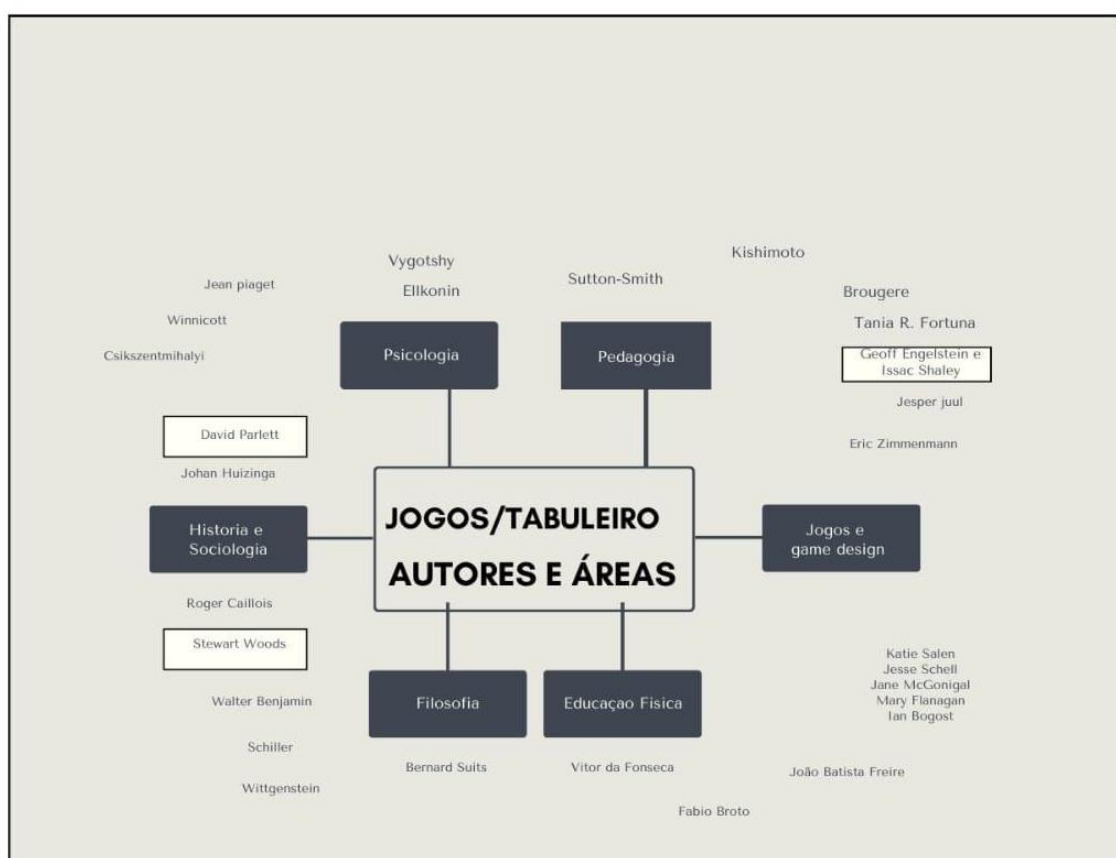 Kishimoto
Vygotshy
Sutton-Smith
Jean piaget
Ellkonin
Brougere
Winnicott
Tania R. Fortuna
Csikszentmihalyi
Psicologia
Pedagogia
Geoff Engelstein e
Issac Shaley
Jesper juul
David Parlett
Eric Zimmenmann
Johan Huizinga
Historia e
Sociologia
JOGOS/TABULEIRO
AUTORES E ÁREAS
Jogos e
game design
Roger Caillois
Stewart Woods
Katie Salen
Jesse Schell
Jane McGonigal
Mary Flanagan
Ian Bogost
Walter Benjamin
Filosofia
Educaçao Fisica
Schiller
Wittgenstein
Bernard Suits
Vitor da Fonseca
João Batista Freire
Fabio Broto